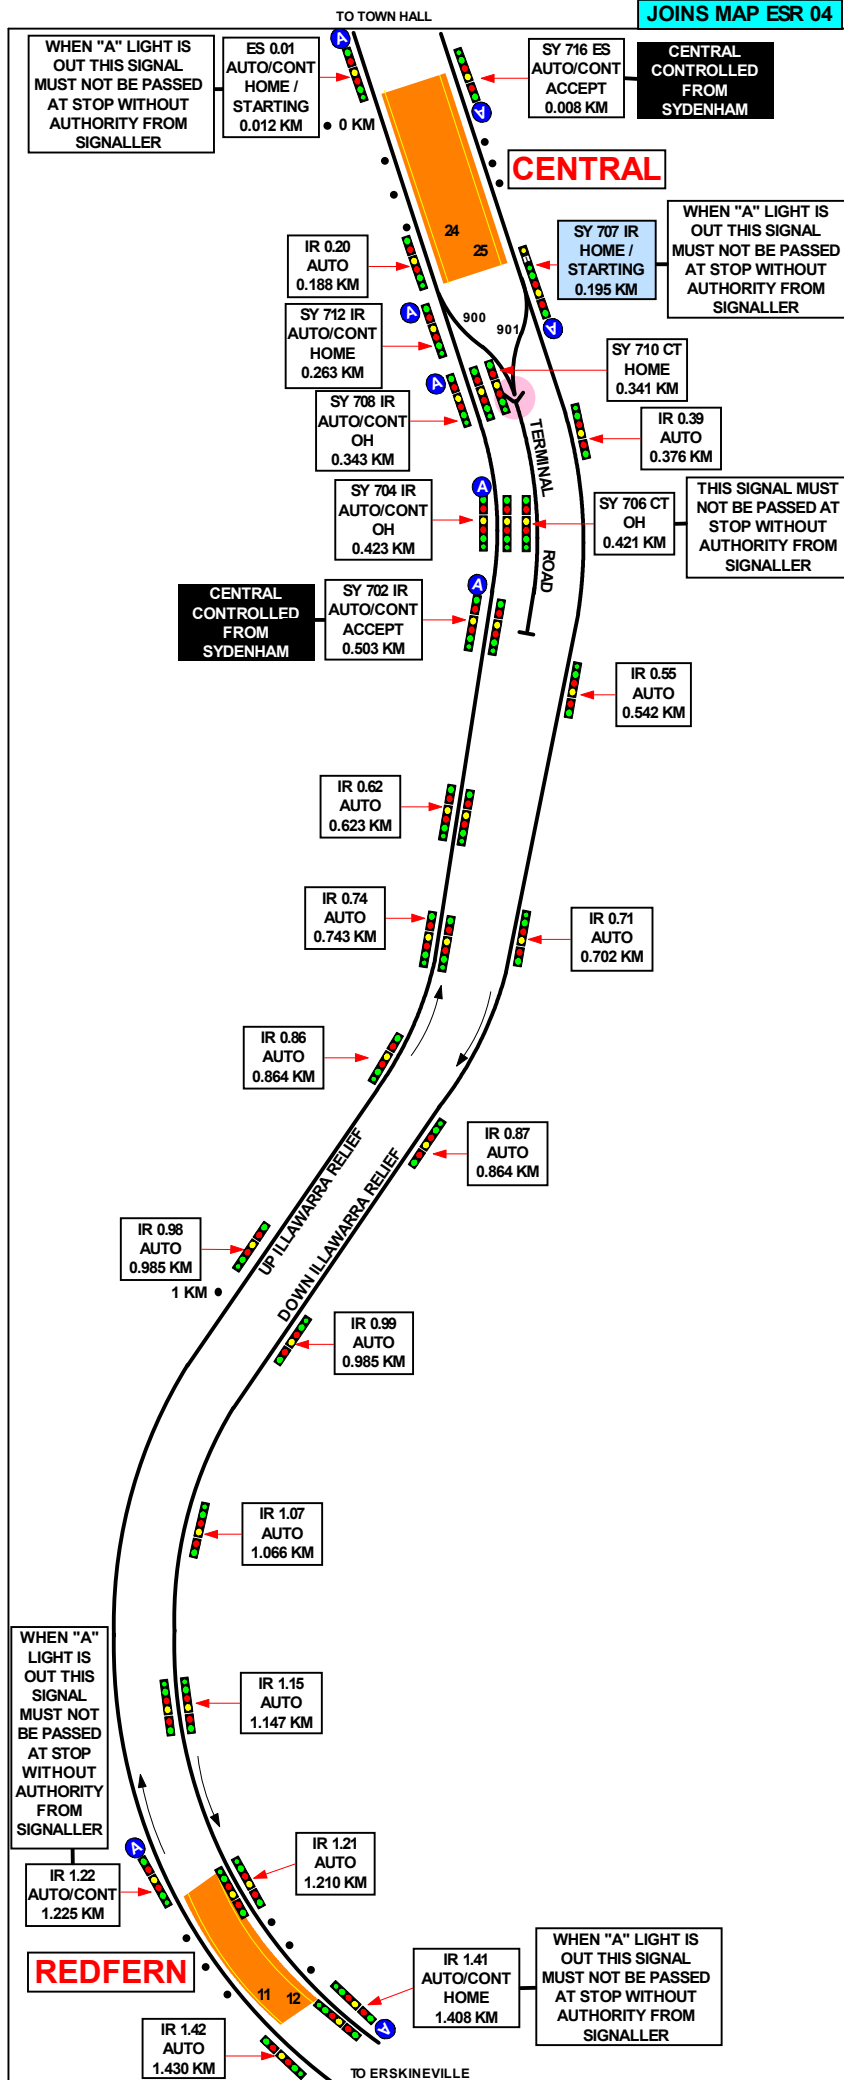 JOINS MAP ESR 04
TO TOWN HALL
WHEN "A" LIGHT IS
OUT THIS SIGNAL
MUST NOT BE PASSED
AT STOP WITHOUT
AUTHORITY FROM
SIGNALLER
ES 0.01
AUTO/CONT
HOME /
STARTING
0.012 KM
0 KM
A
SY 716 ES
AUTO/CONT
ACCEPT
0.008 KM
A
CENTRAL
CONTROLLED
FROM
SYDENHAM
CENTRAL
24
25
IR 0.20
AUTO
0.188 KM
SY 707 IR
HOME /
STARTING
0.195 KM
A
WHEN "A" LIGHT IS
OUT THIS SIGNAL
MUST NOT BE PASSED
AT STOP WITHOUT
AUTHORITY FROM
SIGNALLER
SY 712 IR
AUTO/CONT
HOME
0.263 KM
A
900
901
SY 710 CT
HOME
0.341 KM
SY 708 IR
AUTO/CONT
OH
0.343 KM
A
IR 0.39
AUTO
0.376 KM
TERMINAL
ROAD
SY 704 IR
AUTO/CONT
OH
0.423 KM
A
SY 706 CT
OH
0.421 KM
THIS SIGNAL MUST
NOT BE PASSED AT
STOP WITHOUT
AUTHORITY FROM
SIGNALLER
CENTRAL
CONTROLLED
FROM
SYDENHAM
SY 702 IR
AUTO/CONT
ACCEPT
0.503 KM
A
IR 0.55
AUTO
0.542 KM
IR 0.62
AUTO
0.623 KM
IR 0.74
AUTO
0.743 KM
IR 0.71
AUTO
0.702 KM
IR 0.86
AUTO
0.864 KM
IR 0.87
AUTO
0.864 KM
UP ILLAWARRA RELIEF
DOWN ILLAWARRA RELIEF
IR 0.98
AUTO
0.985 KM
1 KM
IR 0.99
AUTO
0.985 KM
IR 1.07
AUTO
1.066 KM
WHEN "A"
LIGHT IS
OUT THIS
SIGNAL
MUST NOT
BE PASSED
AT STOP
WITHOUT
AUTHORITY
FROM
SIGNALLER
IR 1.15
AUTO
1.147 KM
A
IR 1.22
AUTO/CONT
1.225 KM
IR 1.21
AUTO
1.210 KM
REDFERN
11
12
IR 1.41
AUTO/CONT
HOME
1.408 KM
A
WHEN "A" LIGHT IS
OUT THIS SIGNAL
MUST NOT BE PASSED
AT STOP WITHOUT
AUTHORITY FROM
SIGNALLER
IR 1.42
AUTO
1.430 KM
TO ERSKINEVILLE